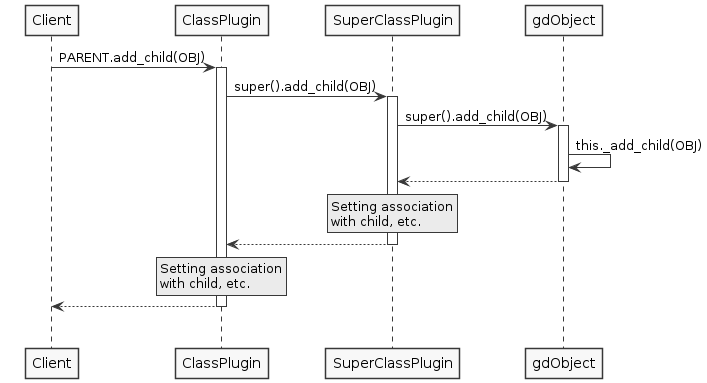 Client
ClassPlugin
SuperClassPlugin
gdObject
PARENT.add_child(OBJ)
super().add_child(OBJ)
super().add_child(OBJ)
this._add_child(OBJ)
Setting association
with child, etc.
Setting association
with child, etc.
Client
ClassPlugin
SuperClassPlugin
gdObject